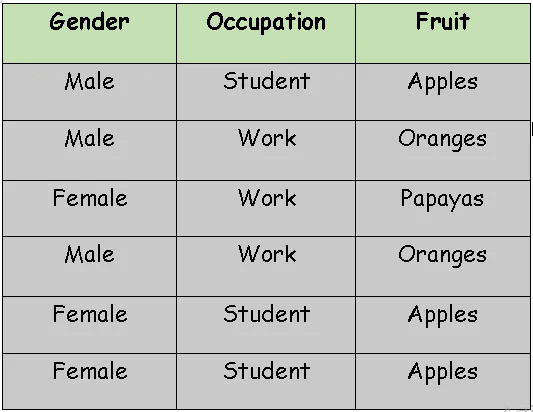 Gender Occupation Fruit
Male Student Apples
Male Work Oranges
Female Work Papayas
Male Work Oranges
Female Student Apples
Female Student Apples